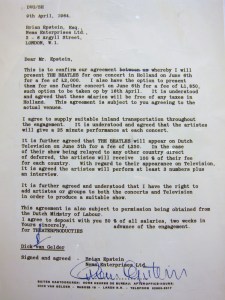 DVG/SB
9th April, 1964
Brian Epstein, Esq.,
Nems Enterprises Ltd.,
5 - 6 Argyll Street,
LONDON, W.1
Dear Mr. Epstein,
This is to confirm our agreement whereby I will
present THE BEATLES for one concert in Holland on June 6th
for a fee of £2,000. I also have the option to present
them for one further concert on June 6th for a fee of £1,850,
such option to be taken up by 16th April. It is understood
and agreed that these salaries will be free of any taxes in
Holland. This agreement is subject to you agreeing to the
actual venues.
I agree to supply suitable inland transportation throughout
the engagement. It is understood and agreed that the artistes
will give a 25 minute performance at each concert.
It is further agreed that THE BEATLES will appear on Dutch
Television on June 5th for a fee of £250. In the case
of this show being relayed to any other country direct
or deferred, the artistes will receive 100 % of their fee
for each country. With regard to their appearance on Television,
it is agreed the artistes will perform at least 3 numbers plus
an interview.
It is further agreed and understood that I have the right to
add artistes or groups to both the concerts and Television in
order to produce a suitable show.
This agreement is also subject to permission being obtained from
the Dutch Ministry of Labour.
I agree to deposit with you 50 % of all salaries, two weeks in
Yours sincerely, advance of the engagement.
for
Dick van Gelder
Signed and agreed - Brian Epstein
Nems Enterprises Ltd.